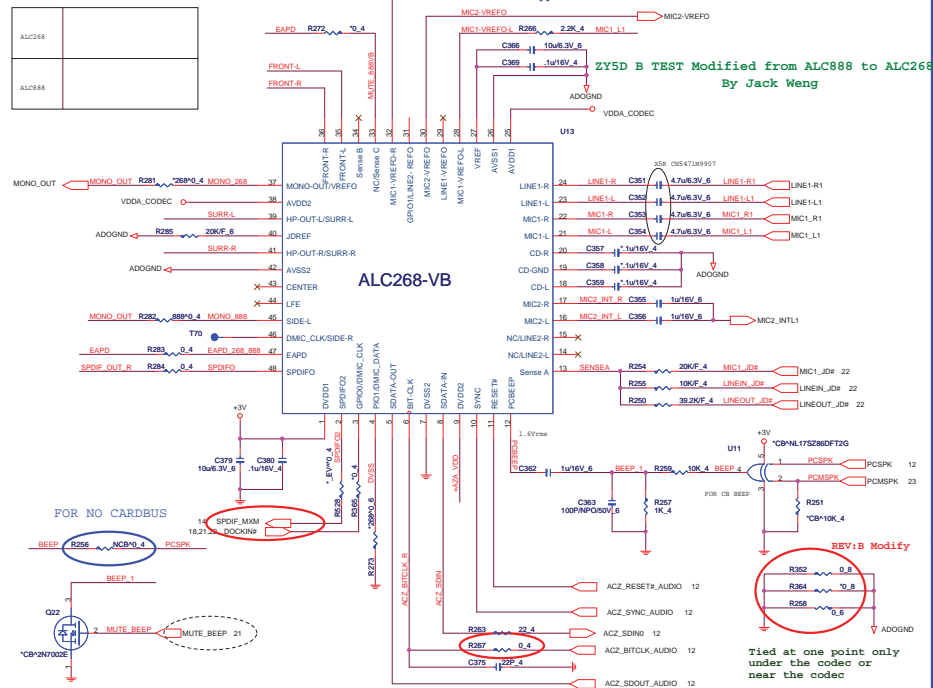 ALC268
ALC888
EAPD R272 *0_4
FRONT-L
FRONT-R
MUTE_888VB
MIC2-VREFO
MIC2-VREFO
MIC1-VREFO-L R266 2.2K_4 MIC1_L1
C366 10u/6.3V_6
C369 .1u/16V_4
ADOGND
VDDA_CODEC
ZY5D B TEST Modified from ALC888 to ALC268
By Jack Weng
U13
36 35 34 33 32 31 30 29 28 27 26 25
FRONT-R
FRONT-L
Sense B
NC/Sense C
MIC1-VREFO-R
GPIO1/LINE2- REFO
MIC2-VREFO
LINE1-VREFO
MIC1-VREFO-L
VREF
AVSS1
AVDD1
ALC268-VB
MONO_OUT MONO_OUT R281 *268^0_4 MONO_268 37 MONO-OUT/VREFO
VDDA_CODEC 38 AVDD2
SURR-L 39 HP-OUT-L/SURR-L
ADOGND R285 20K/F_6 40 JDREF
SURR-R 41 HP-OUT-R/SURR-R
ADOGND 42 AVSS2
43 CENTER
44 LFE
MONO_OUT R282 888^0_4 MONO_888 45 SIDE-L
T70 46 DMIC_CLK/SIDE-R
EAPD R283 0_4 EAPD_268_888 47 EAPD
SPDIF_OUT_R R284 0_4 SPDIFO 48 SPDIFO
X5R CH5471M9907
LINE1-R 24 LINE1-R C351 4.7u/6.3V_6 LINE1-R1 LINE1-R1
LINE1-L 23 LINE1-L C352 4.7u/6.3V_6 LINE1-L1 LINE1-L1
MIC1-R 22 MIC1-R C353 4.7u/6.3V_6 MIC1_R1 MIC1_R1
MIC1-L 21 MIC1-L C354 4.7u/6.3V_6 MIC1_L1 MIC1_L1
CD-R 20 C357 *.1u/16V_4
CD-GND 19 C358 *.1u/16V_4
CD-L 18 C359 *.1u/16V_4
ADOGND
MIC2-R 17 MIC2_INT_R C355 1u/16V_6
MIC2-L 16 MIC2_INT_L C356 1u/16V_6 MIC2_INTL1
NC/LINE2-R 15
NC/LINE2-L 14
Sense A 13 SENSEA R254 20K/F_4 MIC1_JD# MIC1_JD# 22
R255 10K/F_4 LINEIN_JD# LINEIN_JD# 22
R250 39.2K/F_4 LINEOUT_JD# LINEOUT_JD# 22
DVDD1
SPDIFO2
GPIO0/DMIC_CLK
PIO1/DMIC_DATA
SDATA-OUT
BIT-CLK
DVSS2
SDATA-IN
DVDD2
SYNC
RESET#
PCBEEP
1 2 3 4 5 6 7 8 9 10 11 12
+3V
C379 10u/6.3V_6
C380 .1u/16V_4
SPDIFO2
R528
*0_4
R365
DVSS
*268^0_6
R273
+AZA_VDD
PCBEEP
1.6Vrms
C362 1u/16V_6 BEEP_1 R259 10K_4 BEEP 4
C363 100P/NPO/50V_6
R257 1K_4
FOR CB BEEP
+3V
U11
*CB^NL17SZ86DFT2G
5
1 PCSPK PCSPK 12
2 PCMSPK PCMSPK 23
3
R251
*CB^10K_4
FOR NO CARDBUS
BEEP R256 NCB^0_4 PCSPK
14 SPDIF_MXM
DOCKIN#
BEEP_1
3
Q22
2 MUTE_BEEP MUTE_BEEP 21
*CB^2N7002E
1
ACZ_BITCLK_R
ACZ_SDIN
ACZ_RESET#_AUDIO 12
ACZ_SYNC_AUDIO 12
R263 22_4 ACZ_SDIN0 12
R267 0_4 ACZ_BITCLK_AUDIO 12
C375 22P_4
ACZ_SDOUT_AUDIO 12
REV:B Modify
R352 0_8
R364 *0_8
R258 0_6
ADOGND
Tied at one point only
under the codec or
near the codec